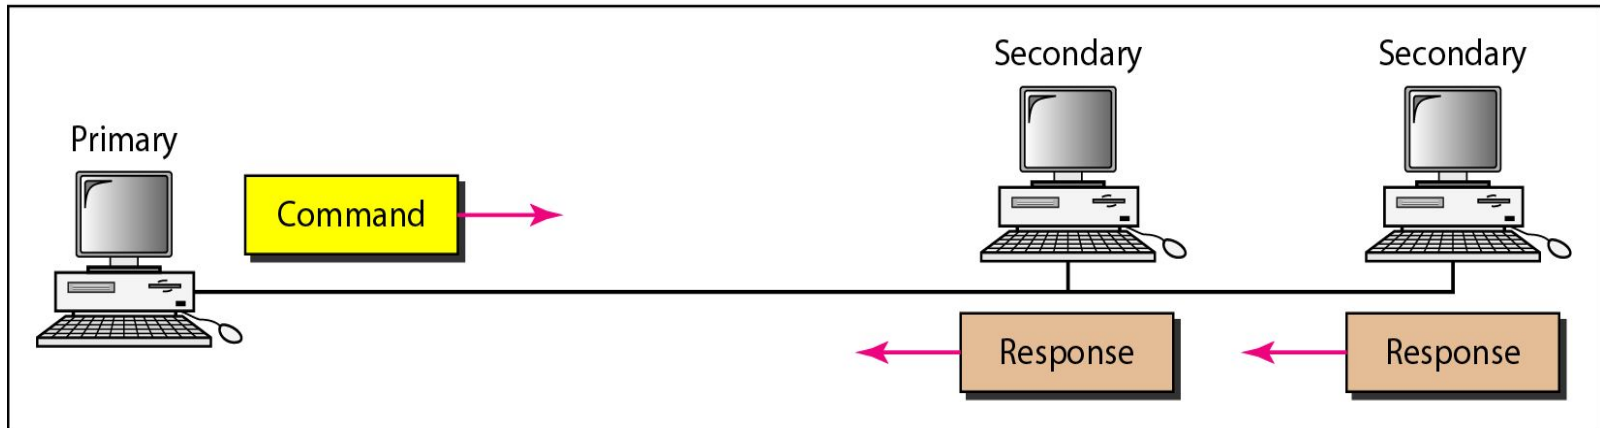 Secondary
Secondary
Primary
Command
Response
Response